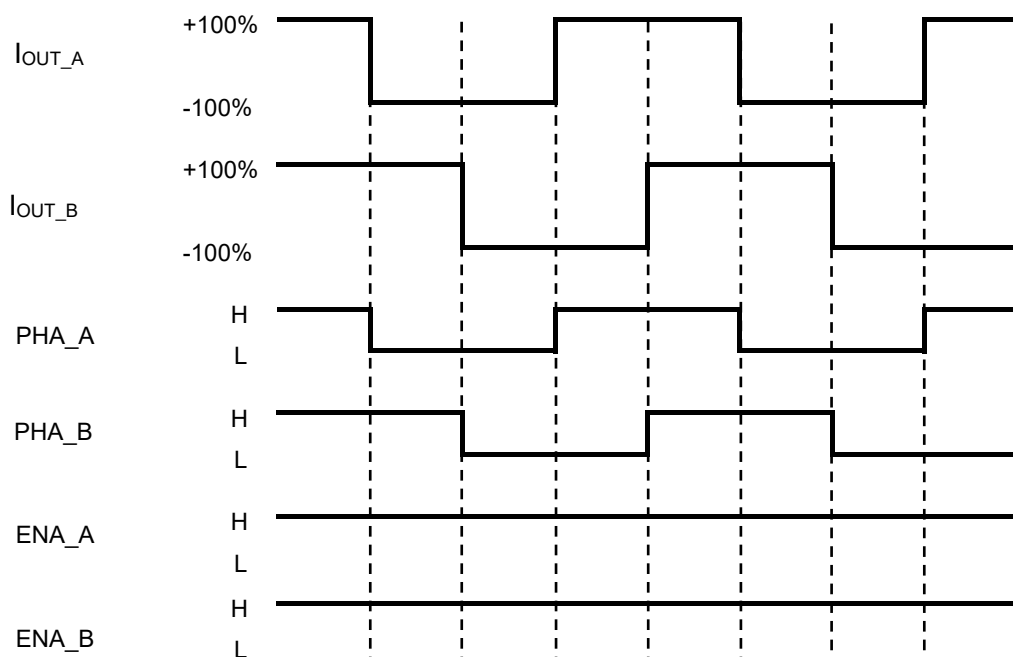 +100%
IOUT_A
-100%
+100%
IOUT_B
-100%
H
PHA_A
L
H
PHA_B
L
H
ENA_A
L
H
ENA_B
L